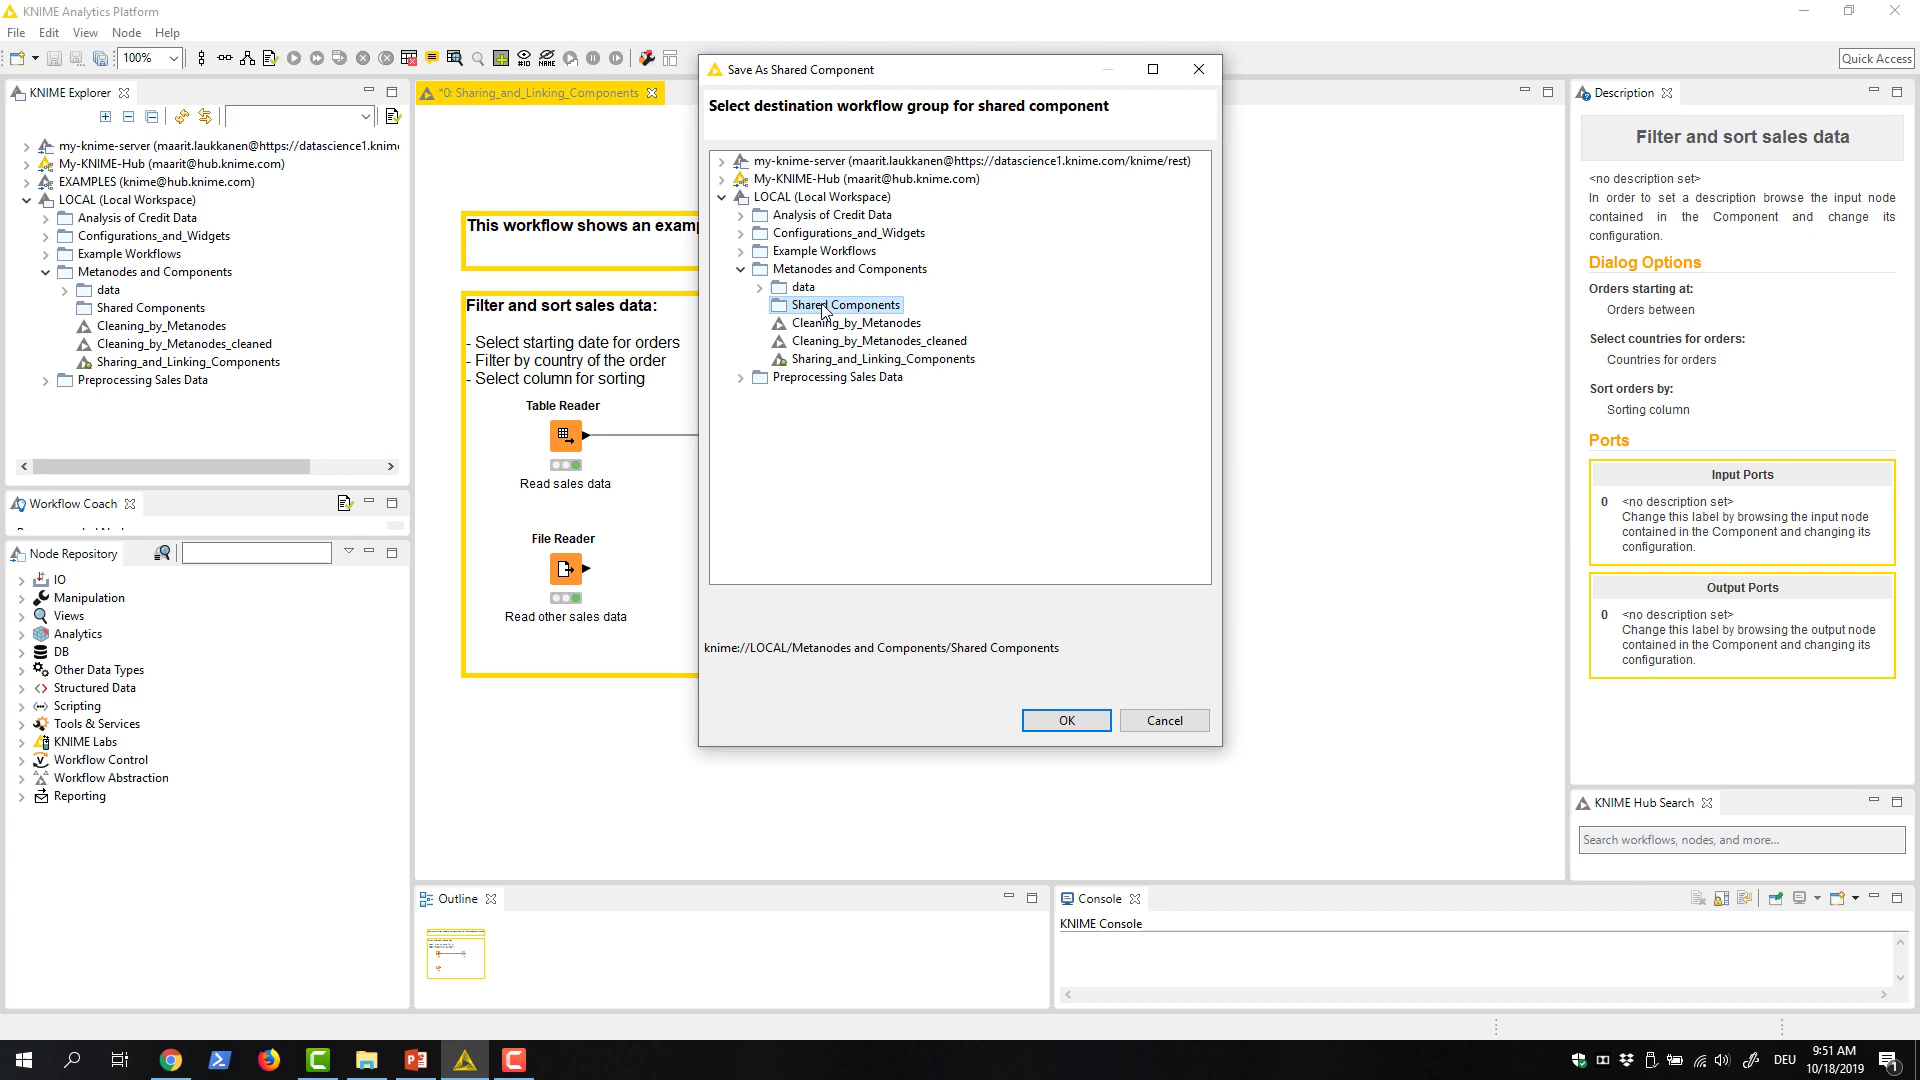 KNIME Analytics Platform
File Edit View Node Help
100%
Quick Access
KNIME Explorer
my-knime-server (maarit.laukkanen@https://datascience1.knime
My-KNIME-Hub (maarit@hub.knime.com)
EXAMPLES (knime@hub.knime.com)
LOCAL (Local Workspace)
Analysis of Credit Data
Configurations_and_Widgets
Example Workflows
Metanodes and Components
data
Shared Components
Cleaning_by_Metanodes
Cleaning_by_Metanodes_cleaned
Sharing_and_Linking_Components
Preprocessing Sales Data
Workflow Coach
Node Repository
IO
Manipulation
Views
Analytics
DB
Other Data Types
Structured Data
Scripting
Tools & Services
KNIME Labs
Workflow Control
Workflow Abstraction
Reporting
*0: Sharing_and_Linking_Components
This workflow shows an examp
Filter and sort sales data:
- Select starting date for orders
- Filter by country of the order
- Select column for sorting
Table Reader
Read sales data
File Reader
Read other sales data
Save As Shared Component
Select destination workflow group for shared component
my-knime-server (maarit.laukkanen@https://datascience1.knime.com/knime/rest)
My-KNIME-Hub (maarit@hub.knime.com)
LOCAL (Local Workspace)
Analysis of Credit Data
Configurations_and_Widgets
Example Workflows
Metanodes and Components
data
Shared Components
Cleaning_by_Metanodes
Cleaning_by_Metanodes_cleaned
Sharing_and_Linking_Components
Preprocessing Sales Data
knime://LOCAL/Metanodes and Components/Shared Components
OK Cancel
Description
Filter and sort sales data
<no description set>
In order to set a description browse the input node
contained in the Component and change its
configuration.
Dialog Options
Orders starting at:
Orders between
Select countries for orders:
Countries for orders
Sort orders by:
Sorting column
Ports
Input Ports
0 <no description set>
Change this label by browsing the input node
contained in the Component and changing its
configuration.
Output Ports
0 <no description set>
Change this label by browsing the output node
contained in the Component and changing its
configuration.
KNIME Hub Search
Search workflows, nodes, and more...
Outline
Console
KNIME Console
DEU
9:51 AM
10/18/2019
1